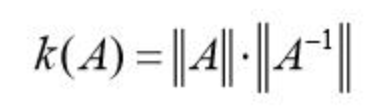 k(A) = ‖A‖·‖A⁻¹‖